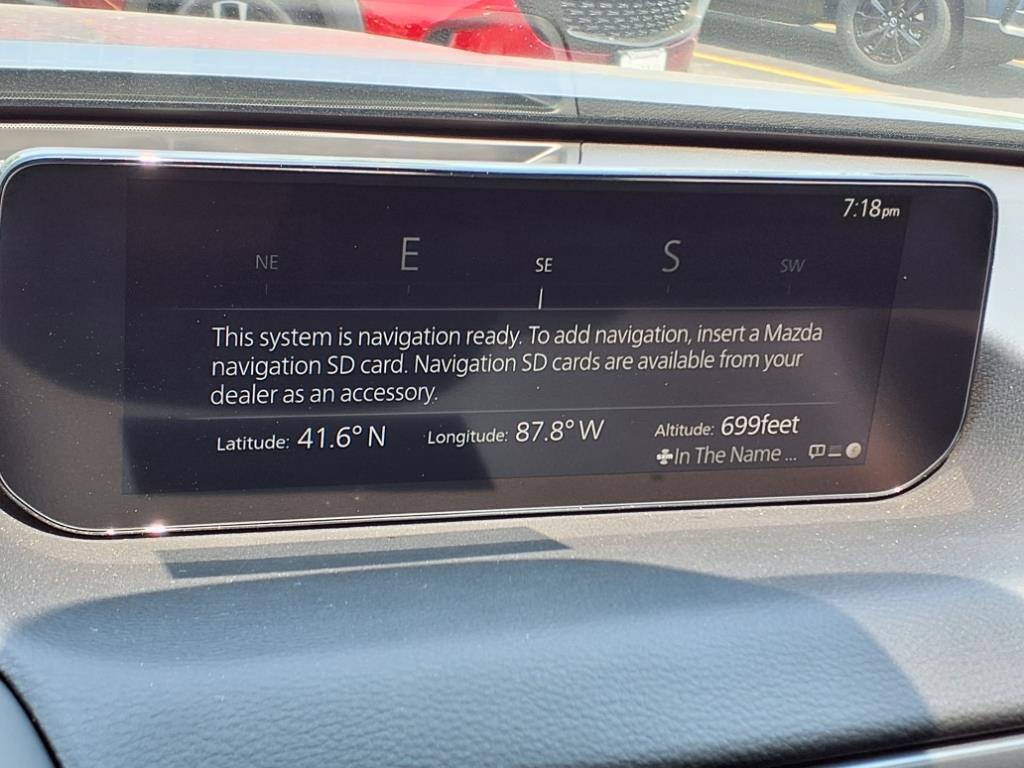 7:18pm
NE E SE S SW
This system is navigation ready. To add navigation, insert a Mazda
navigation SD card. Navigation SD cards are available from your
dealer as an accessory.
Latitude: 41.6° N Longitude: 87.8° W Altitude: 699feet
In The Name ...